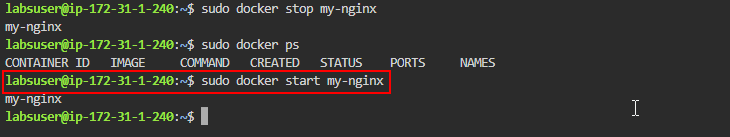 labsuser@ip-172-31-1-240:~$ sudo docker stop my-nginx
my-nginx
labsuser@ip-172-31-1-240:~$ sudo docker ps
CONTAINER ID   IMAGE     COMMAND   CREATED   STATUS    PORTS     NAMES
labsuser@ip-172-31-1-240:~$ sudo docker start my-nginx
my-nginx
labsuser@ip-172-31-1-240:~$